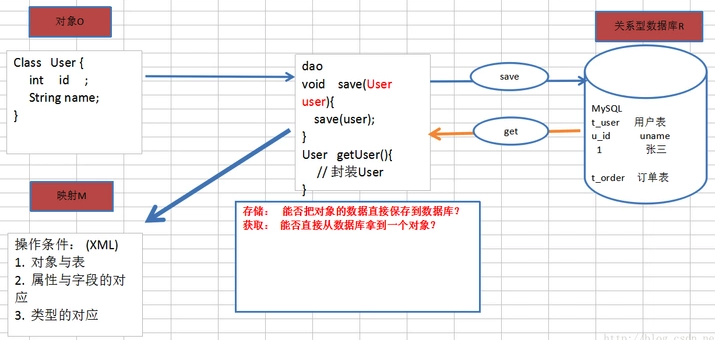 对象O
关系型数据库R
Class User {
int id ;
String name;
}
dao
void save(User
user){
save(user);
}
User getUser(){
// 封装User
}
save
get
MySQL
t_user 用户表
u_id uname
1 张三
t_order 订单表
映射M
操作条件： (XML)
1. 对象与表
2. 属性与字段的对
应
3. 类型的对应
存储： 能否把对象的数据直接保存到数据库?
获取： 能否直接从数据库拿到一个对象?